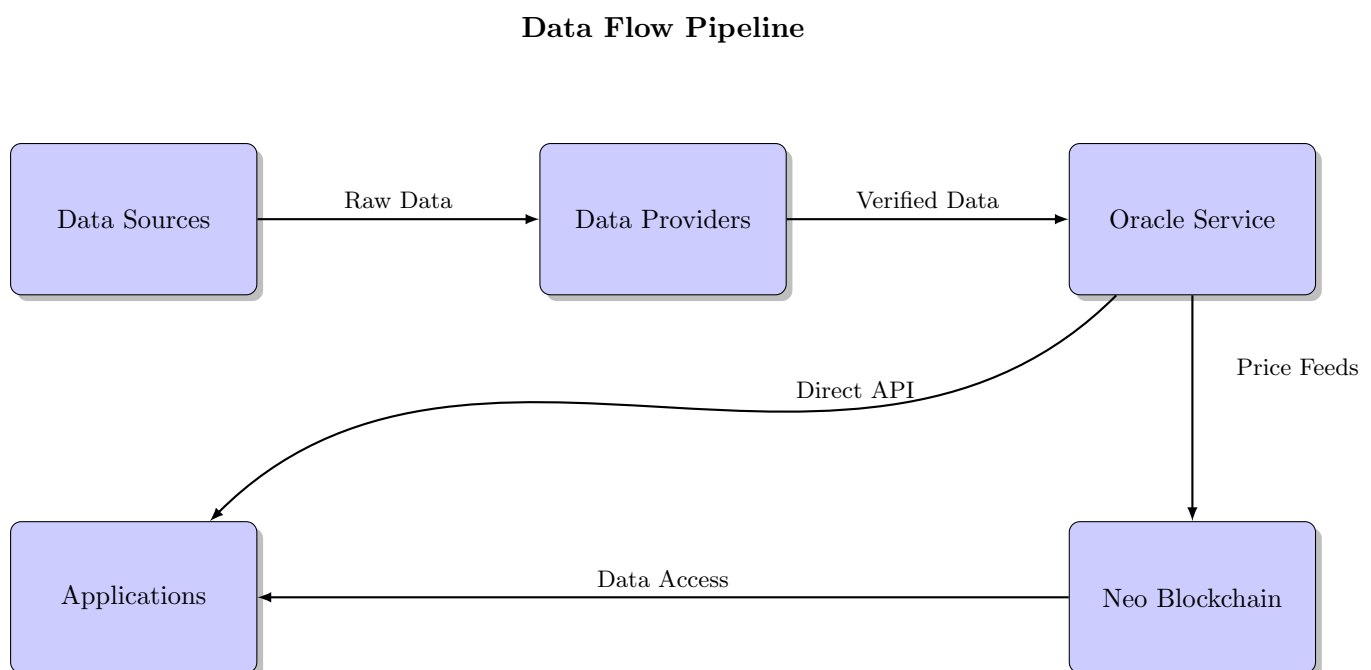 Data Flow Pipeline
Data Sources
Raw Data
Data Providers
Verified Data
Oracle Service
Direct API
Price Feeds
Applications
Data Access
Neo Blockchain